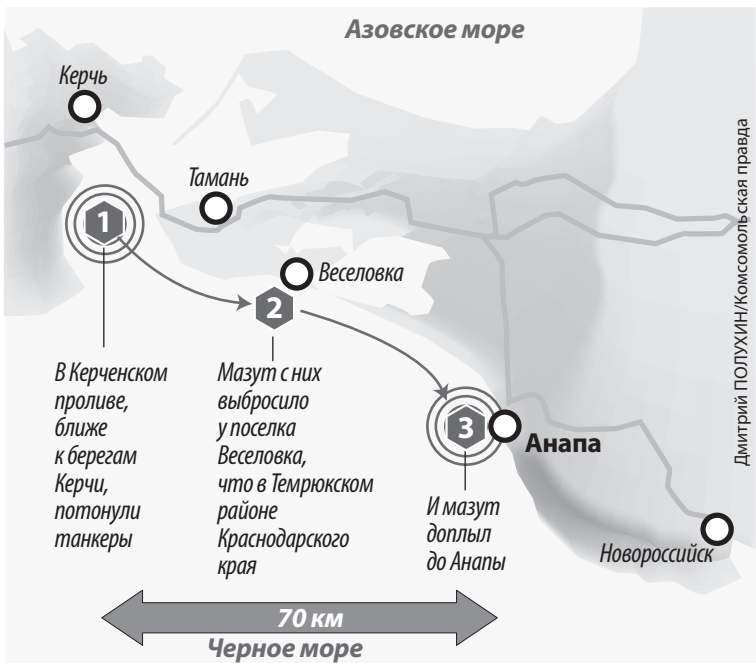 Азовское море
Керчь
Тамань
1
Веселовка
2
В Керченском
проливе,
ближе
к берегам
Керчи,
потонули
танкеры
Мазут с них
выбросило
у поселка
Веселовка,
что в Темрюкском
районе
Краснодарского
края
3
Анапа
И мазут
доплыл
до Анапы
Новороссийск
70 км
Черное море
Дмитрий ПОЛУХИН/Комсомольская правда